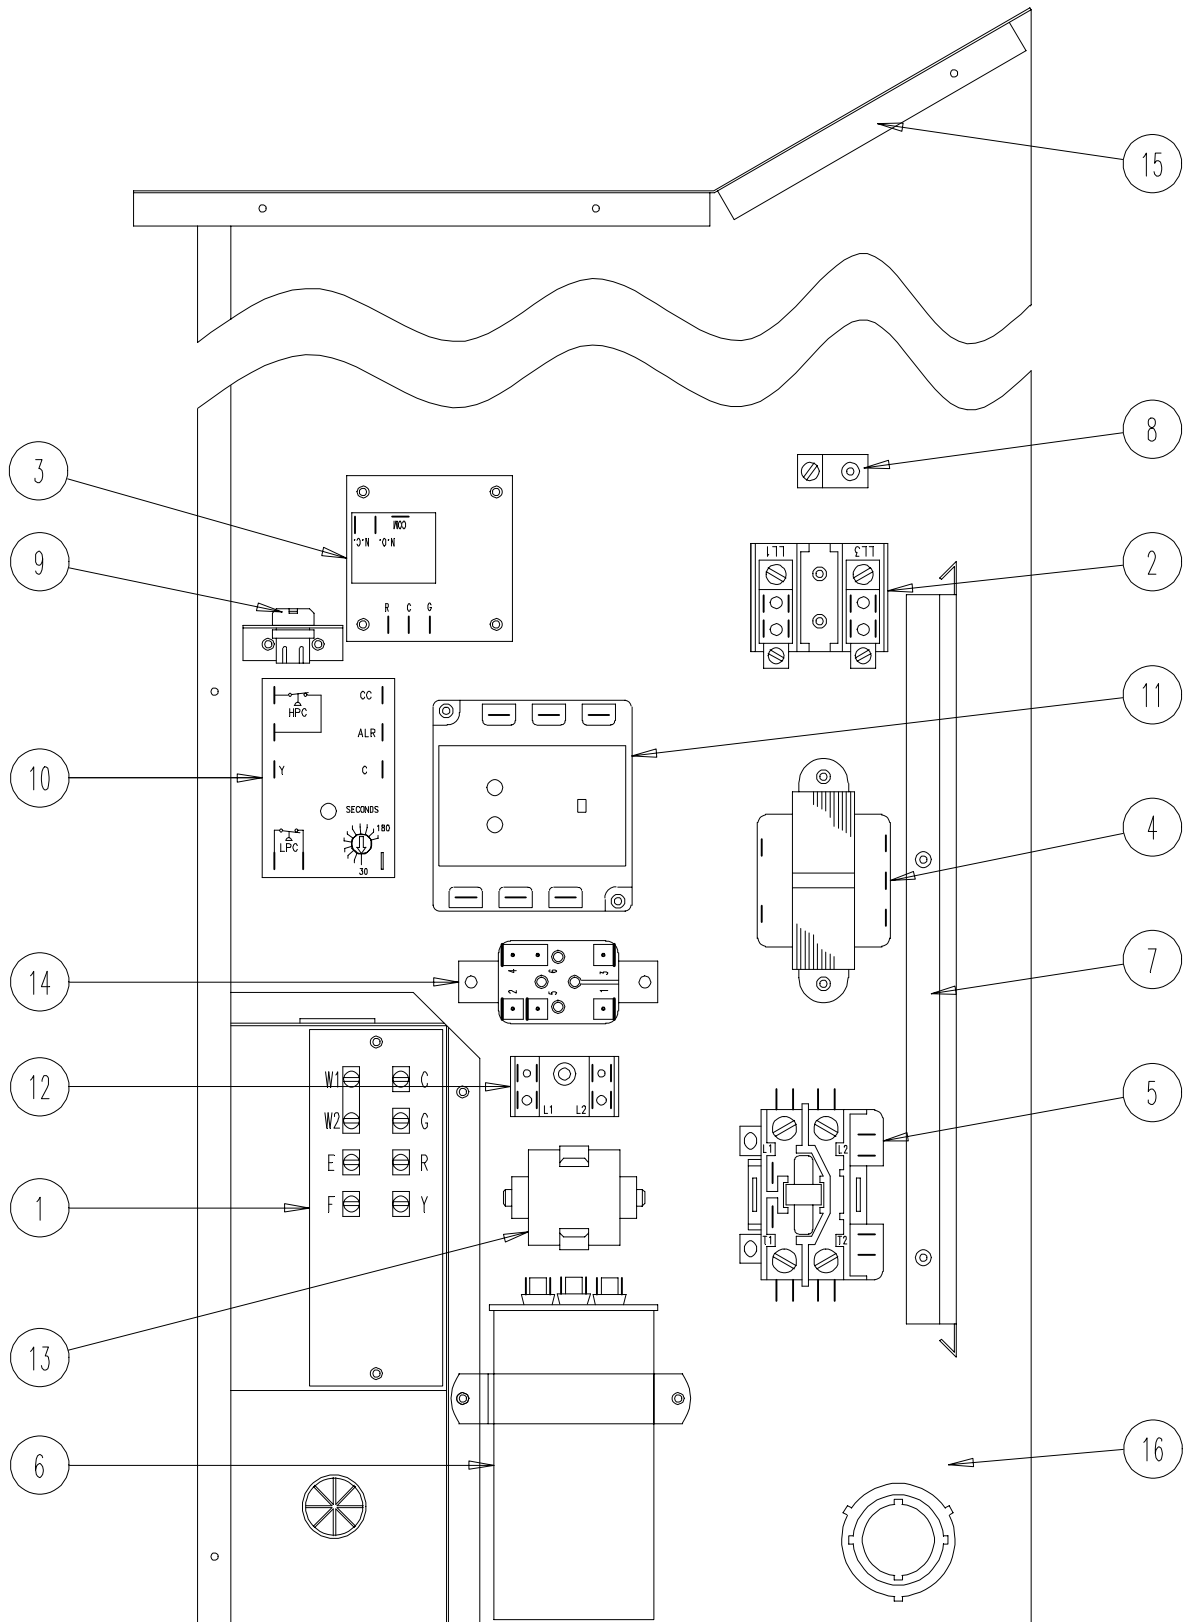 15
8
3
COM
N.C. N.O.
9
R C G
LL1 LL3
2
HPC CC
ALR
Y C
10
SECONDS
180
LPC
30
11
4
7
14
4 6 3
2 5 1
12
L1 L2
W1 C
W2 G
E R
F Y
1
5
L1 L2
T1 T2
13
6
16